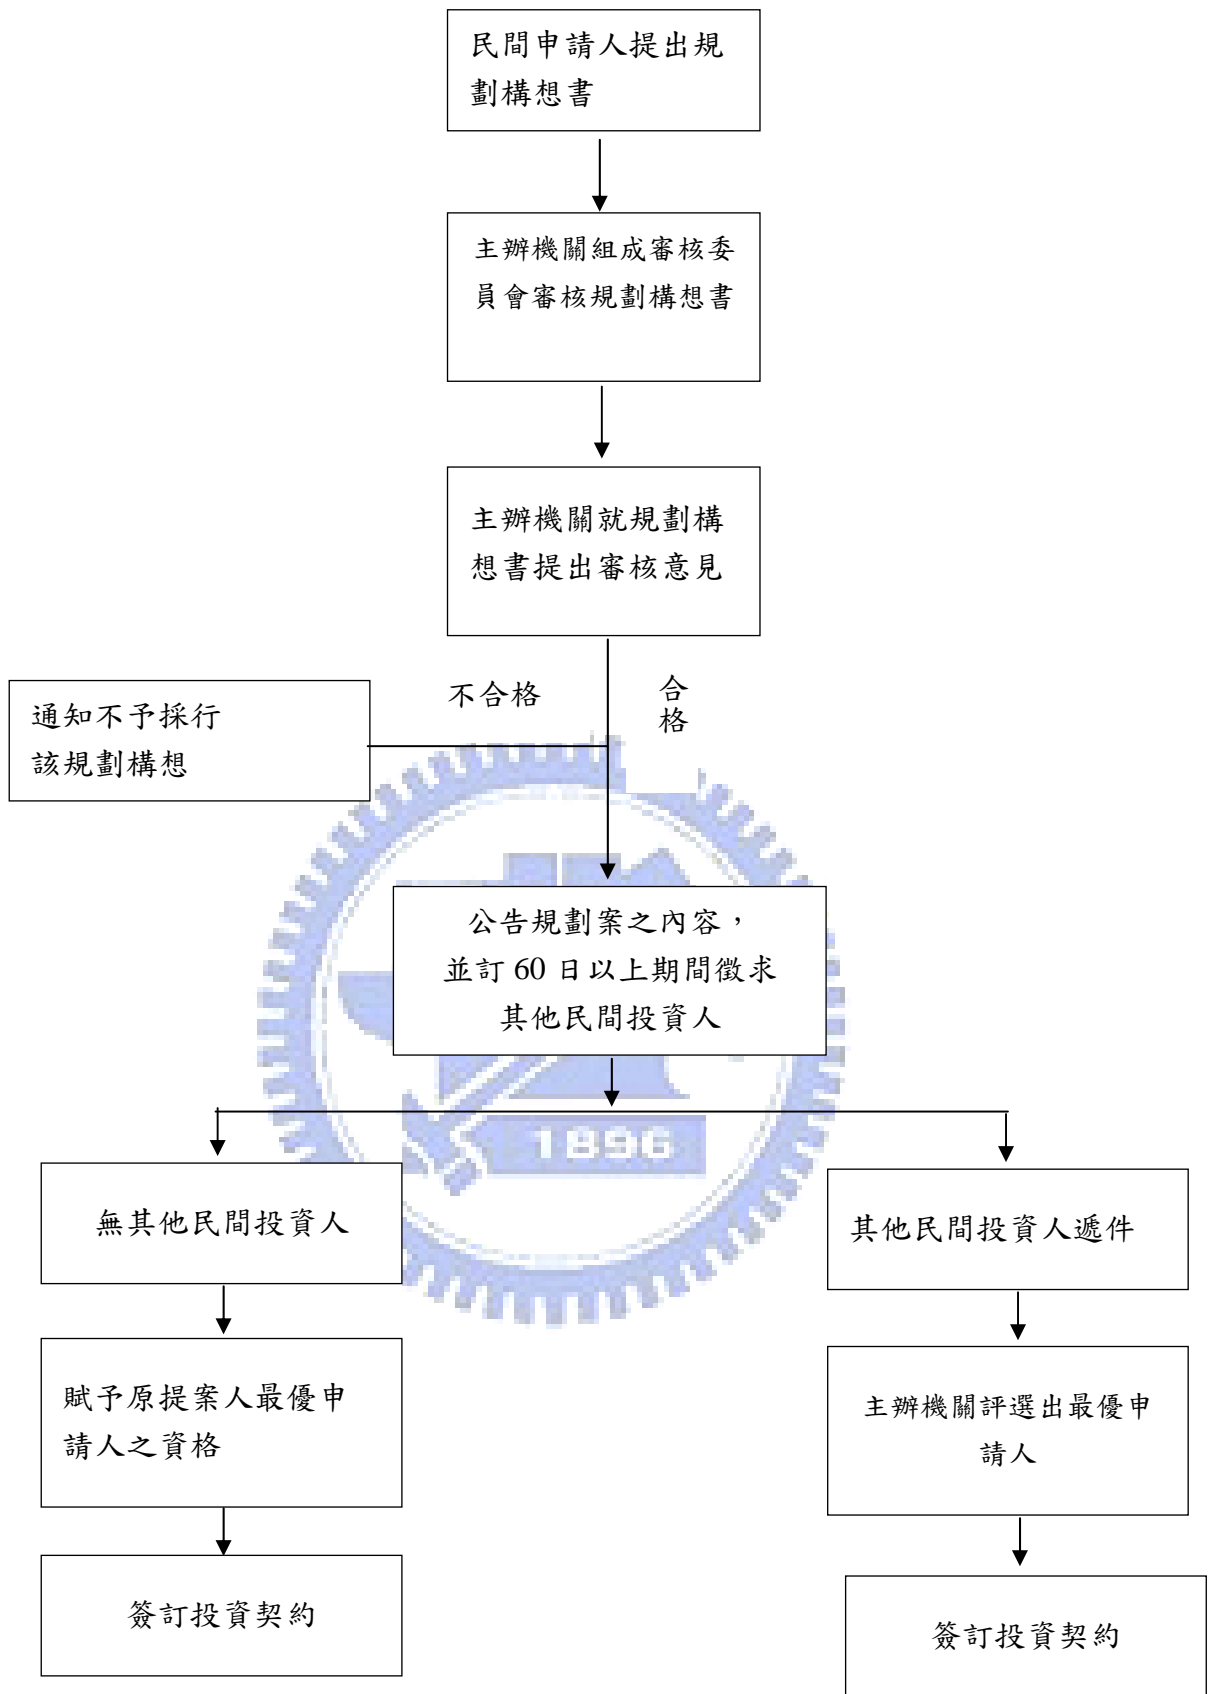 民間申請人提出規
劃構想書
主辦機關組成審核委
員會審核規劃構想書
主辦機關就規劃構
想書提出審核意見
不合格
合
格
通知不予採行
該規劃構想
公告規劃案之內容，
並訂 60 日以上期間徵求
其他民間投資人
1896
無其他民間投資人
其他民間投資人遞件
賦予原提案人最優申
請人之資格
主辦機關評選出最優申
請人
簽訂投資契約
簽訂投資契約